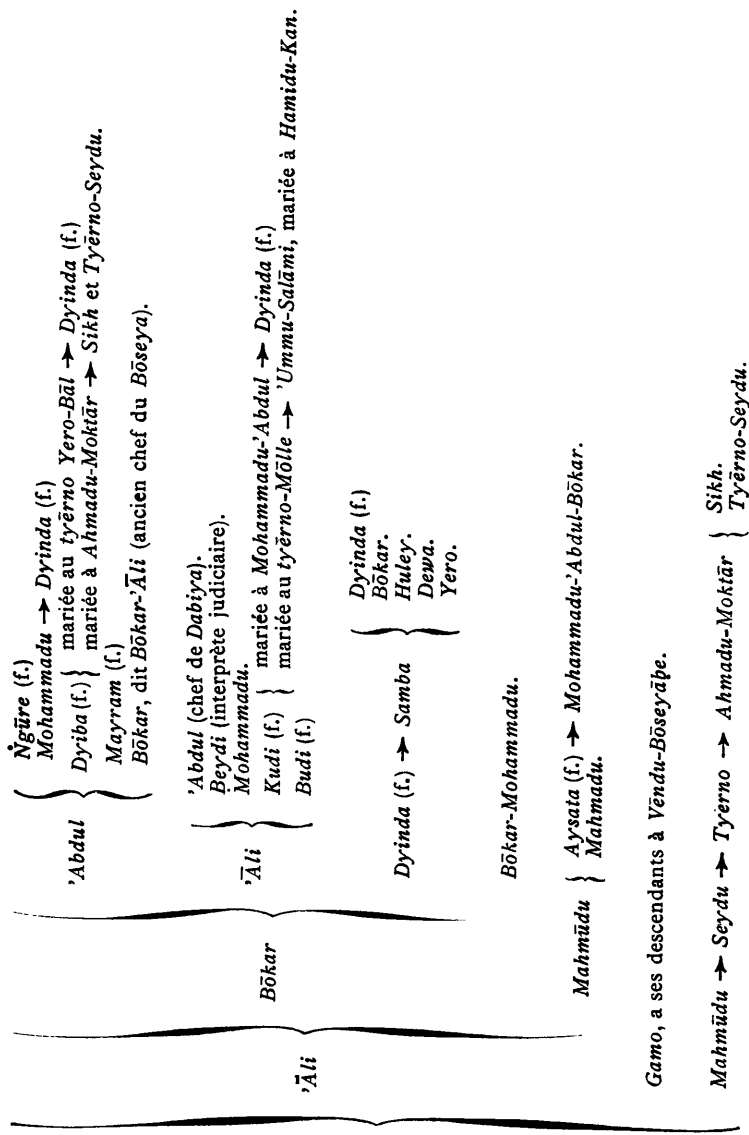 'Āli
Bōkar
'Abdul
Ṅgūre (f.)
Mohammadu → Dyinda (f.)
Dyiba (f.) } mariée au tyērno Yero-Bāl → Dyinda (f.)
mariée à Ahmadu-Moktār → Sikh et Tyērno-Seydu.
Mayram (f.)
Bōkar, dit Bōkar-'Āli (ancien chef du Bōseya).
'Āli
'Abdul (chef de Dabiya).
Beydi (interprète judiciaire).
Mohammadu.
Kudi (f.) } mariée à Mohammadu-'Abdul → Dyinda (f.)
mariée au tyērno-Mōlle → 'Ummu-Salāmi, mariée à Hamidu-Kan.
Budi (f.)
Dyinda (f.) → Samba
Dyinda (f.)
Bōkar.
Huley.
Dewa.
Yero.
Bōkar-Mohammadu.
Mahmūdu } Aysata (f.) → Mohammadu-'Abdul-Bōkar.
Mahmadu.
Gamo, a ses descendants à Vēndu-Bōseyāƀe.
Mahmūdu → Seydu → Tyerno → Ahmadu-Moktār } Sikh.
Tyērno-Seydu.